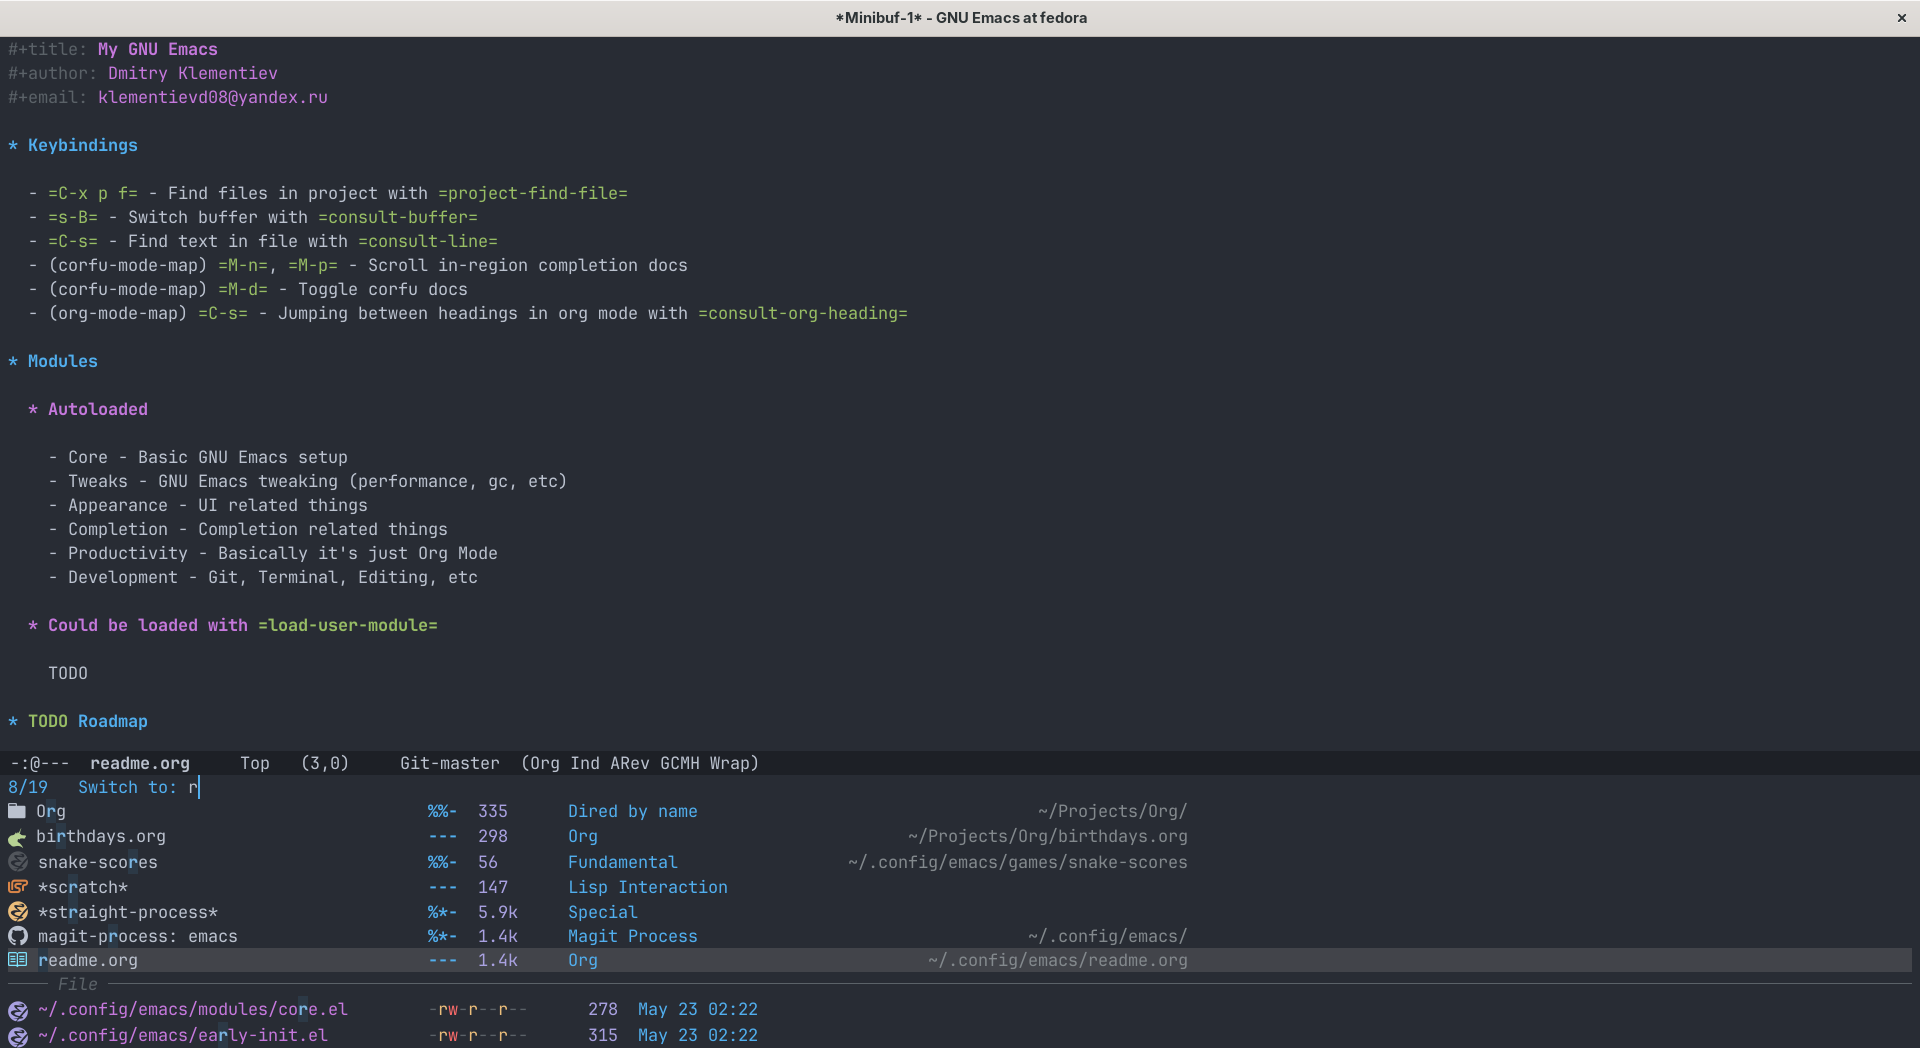 *Minibuf-1* - GNU Emacs at fedora
#+title: My GNU Emacs
#+author: Dmitry Klementiev
#+email: klementievd08@yandex.ru
* Keybindings
- =C-x p f= - Find files in project with =project-find-file=
- =s-B= - Switch buffer with =consult-buffer=
- =C-s= - Find text in file with =consult-line=
- (corfu-mode-map) =M-n=, =M-p= - Scroll in-region completion docs
- (corfu-mode-map) =M-d= - Toggle corfu docs
- (org-mode-map) =C-s= - Jumping between headings in org mode with =consult-org-heading=
* Modules
* Autoloaded
- Core - Basic GNU Emacs setup
- Tweaks - GNU Emacs tweaking (performance, gc, etc)
- Appearance - UI related things
- Completion - Completion related things
- Productivity - Basically it's just Org Mode
- Development - Git, Terminal, Editing, etc
* Could be loaded with =load-user-module=
TODO
* TODO Roadmap
-:@--- readme.org Top (3,0) Git-master (Org Ind ARev GCMH Wrap)
8/19 Switch to: r
Org %%- 335 Dired by name ~/Projects/Org/
birthdays.org --- 298 Org ~/Projects/Org/birthdays.org
snake-scores %%- 56 Fundamental ~/.config/emacs/games/snake-scores
*scratch* --- 147 Lisp Interaction
*straight-process* %*- 5.9k Special
magit-process: emacs %*- 1.4k Magit Process ~/.config/emacs/
readme.org --- 1.4k Org ~/.config/emacs/readme.org
File
~/.config/emacs/modules/core.el -rw-r--r-- 278 May 23 02:22
~/.config/emacs/early-init.el -rw-r--r-- 315 May 23 02:22